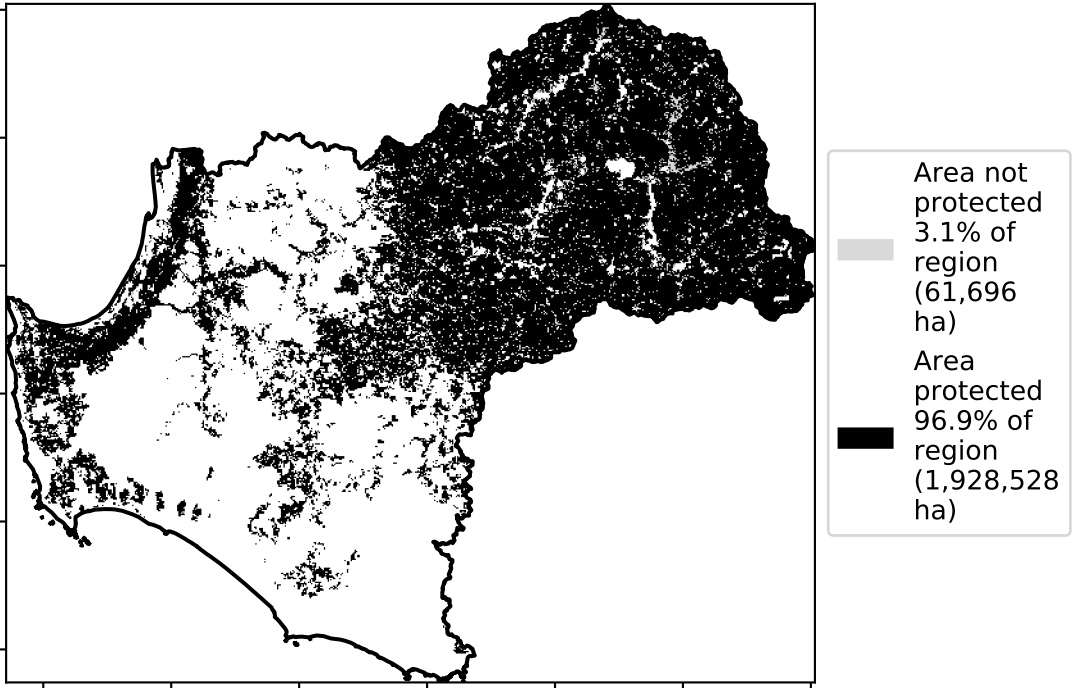 Area not
protected
3.1% of
region
(61,696
ha)
Area
protected
96.9% of
region
(1,928,528
ha)